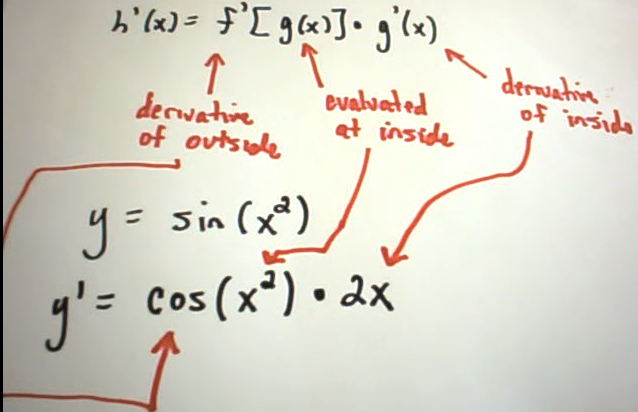 h'(x) = f'[g(x)] • g'(x)
derivative of outside
evaluated at inside
derivative of inside
y = sin(x²)
y' = cos(x²) • 2x